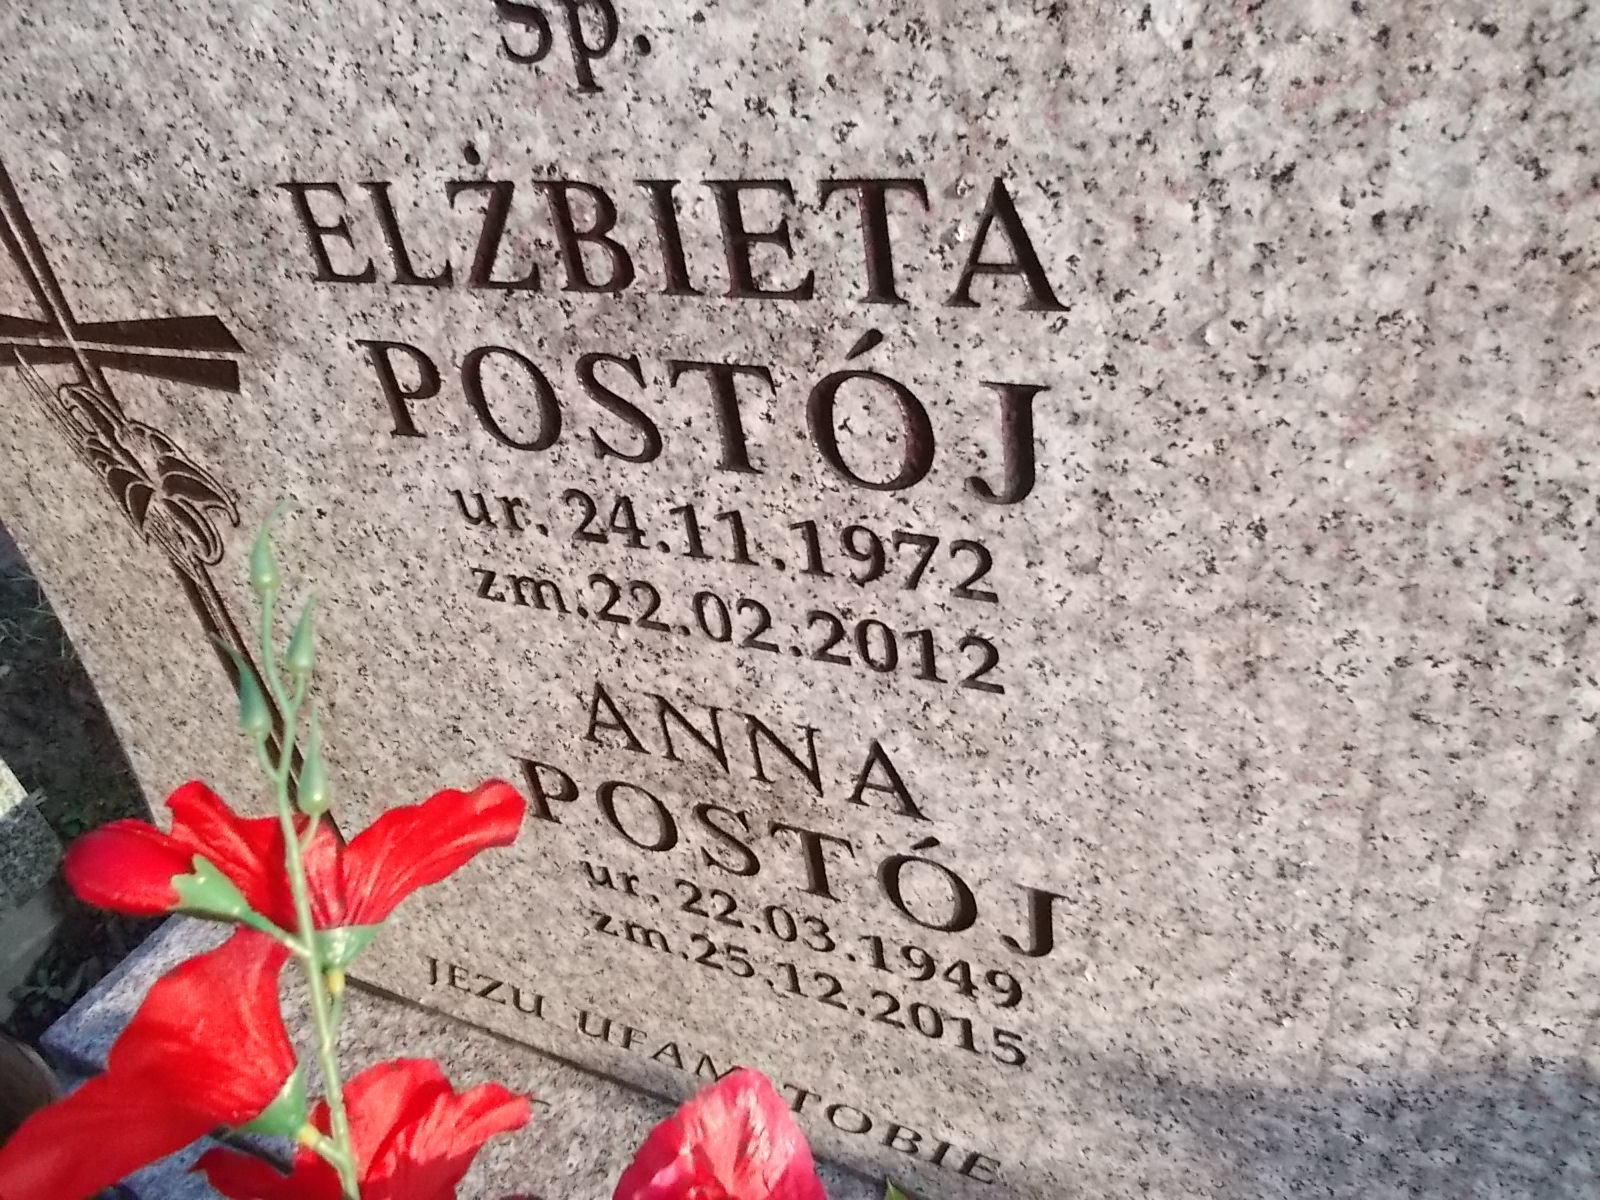 Śp.
ELŻBIETA
POSTÓJ
ur. 24.11.1972
zm. 22.02.2012
ANNA
POSTÓJ
ur. 22.03.1949
zm. 25.12.2015
JEZU UFAM TOBIE